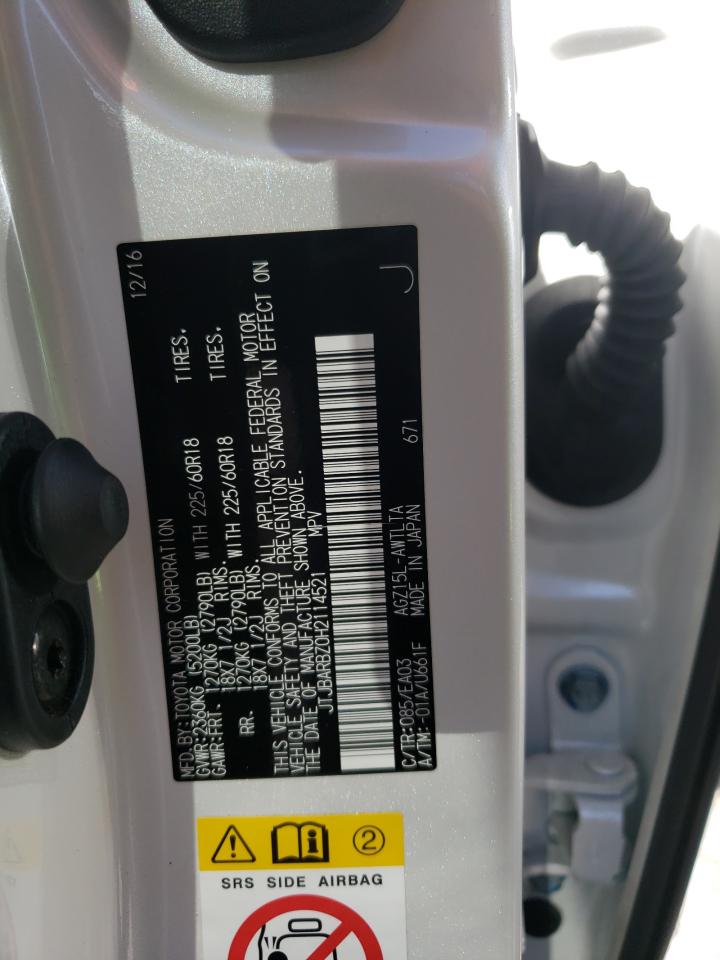 MFD.BY:TOYOTA MOTOR CORPORATION 12/16
GVWR:2360KG (5200LB)
GAWR:FRT. 1270KG (2790LB) WITH 225/60R18 TIRES.
18X7 1/2J RIMS.
RR. 1270KG (2790LB) WITH 225/60R18 TIRES.
18X7 1/2J RIMS.
THIS VEHICLE CONFORMS TO ALL APPLICABLE FEDERAL MOTOR
VEHICLE SAFETY AND THEFT PREVENTION STANDARDS IN EFFECT ON
THE DATE OF MANUFACTURE SHOWN ABOVE.
JTJBARBZ0H2114521 MPV
C/TR:085/EA03 AGZ15L-AWTLTA
A/TM:-01A/U661F MADE IN JAPAN 671
J
2
SRS SIDE AIRBAG